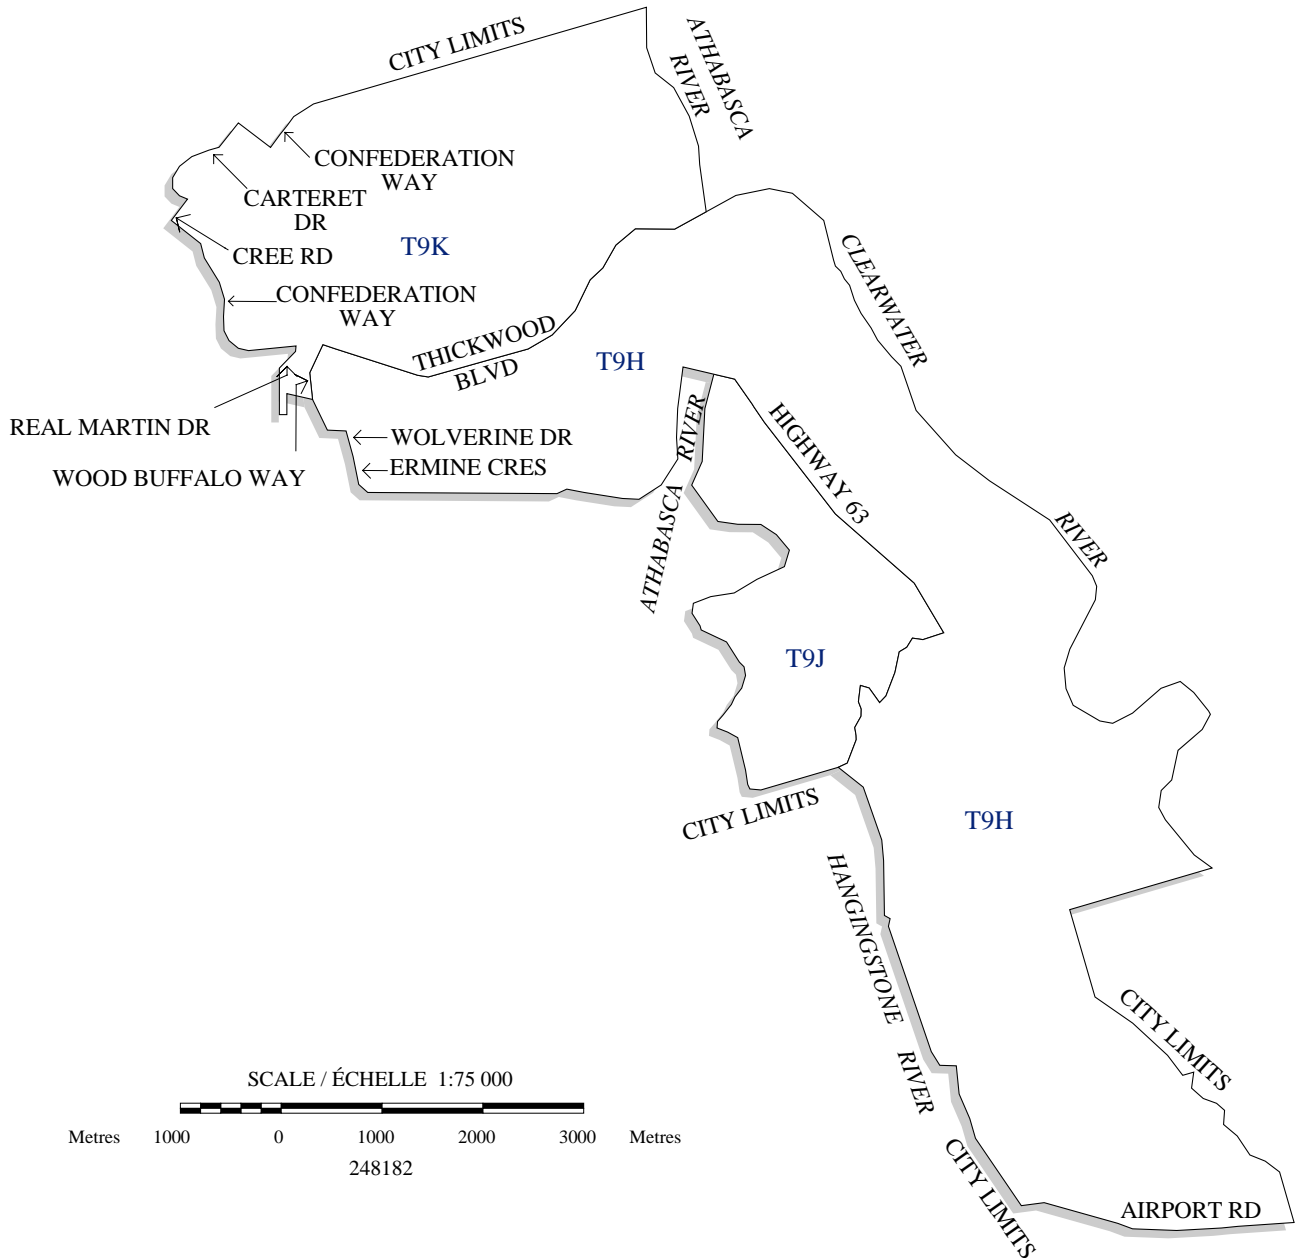 CITY LIMITS
ATHABASCA
RIVER
CONFEDERATION
WAY
CARTERET
DR
CREE RD
T9K
CONFEDERATION
WAY
CLEARWATER
THICKWOOD
BLVD
T9H
REAL MARTIN DR
WOOD BUFFALO WAY
WOLVERINE DR
ERMINE CRES
RIVER
ATHABASCA
HIGHWAY 63
RIVER
T9J
CITY LIMITS
T9H
HANGINGSTONE
RIVER
CITY LIMITS
CITY LIMITS
AIRPORT RD
SCALE / ÉCHELLE 1:75 000
Metres 1000 0 1000 2000 3000 Metres
248182